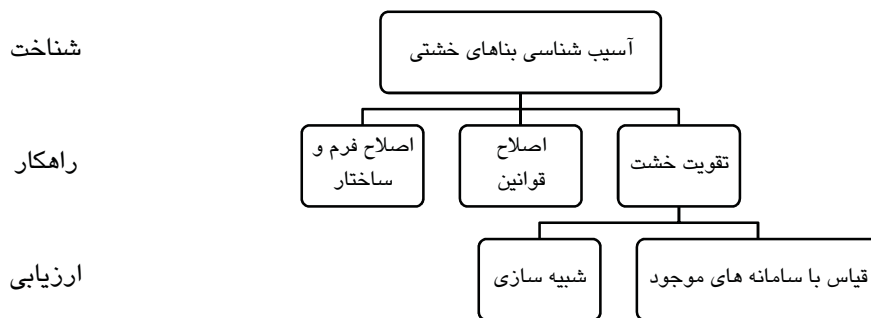 شناخت
آسیب شناسی بناهای خشتی
راهکار
تقویت خشت
اصلاح
قوانین
اصلاح فرم و
ساختار
ارزیابی
قیاس با سامانه های موجود
شبیه سازی